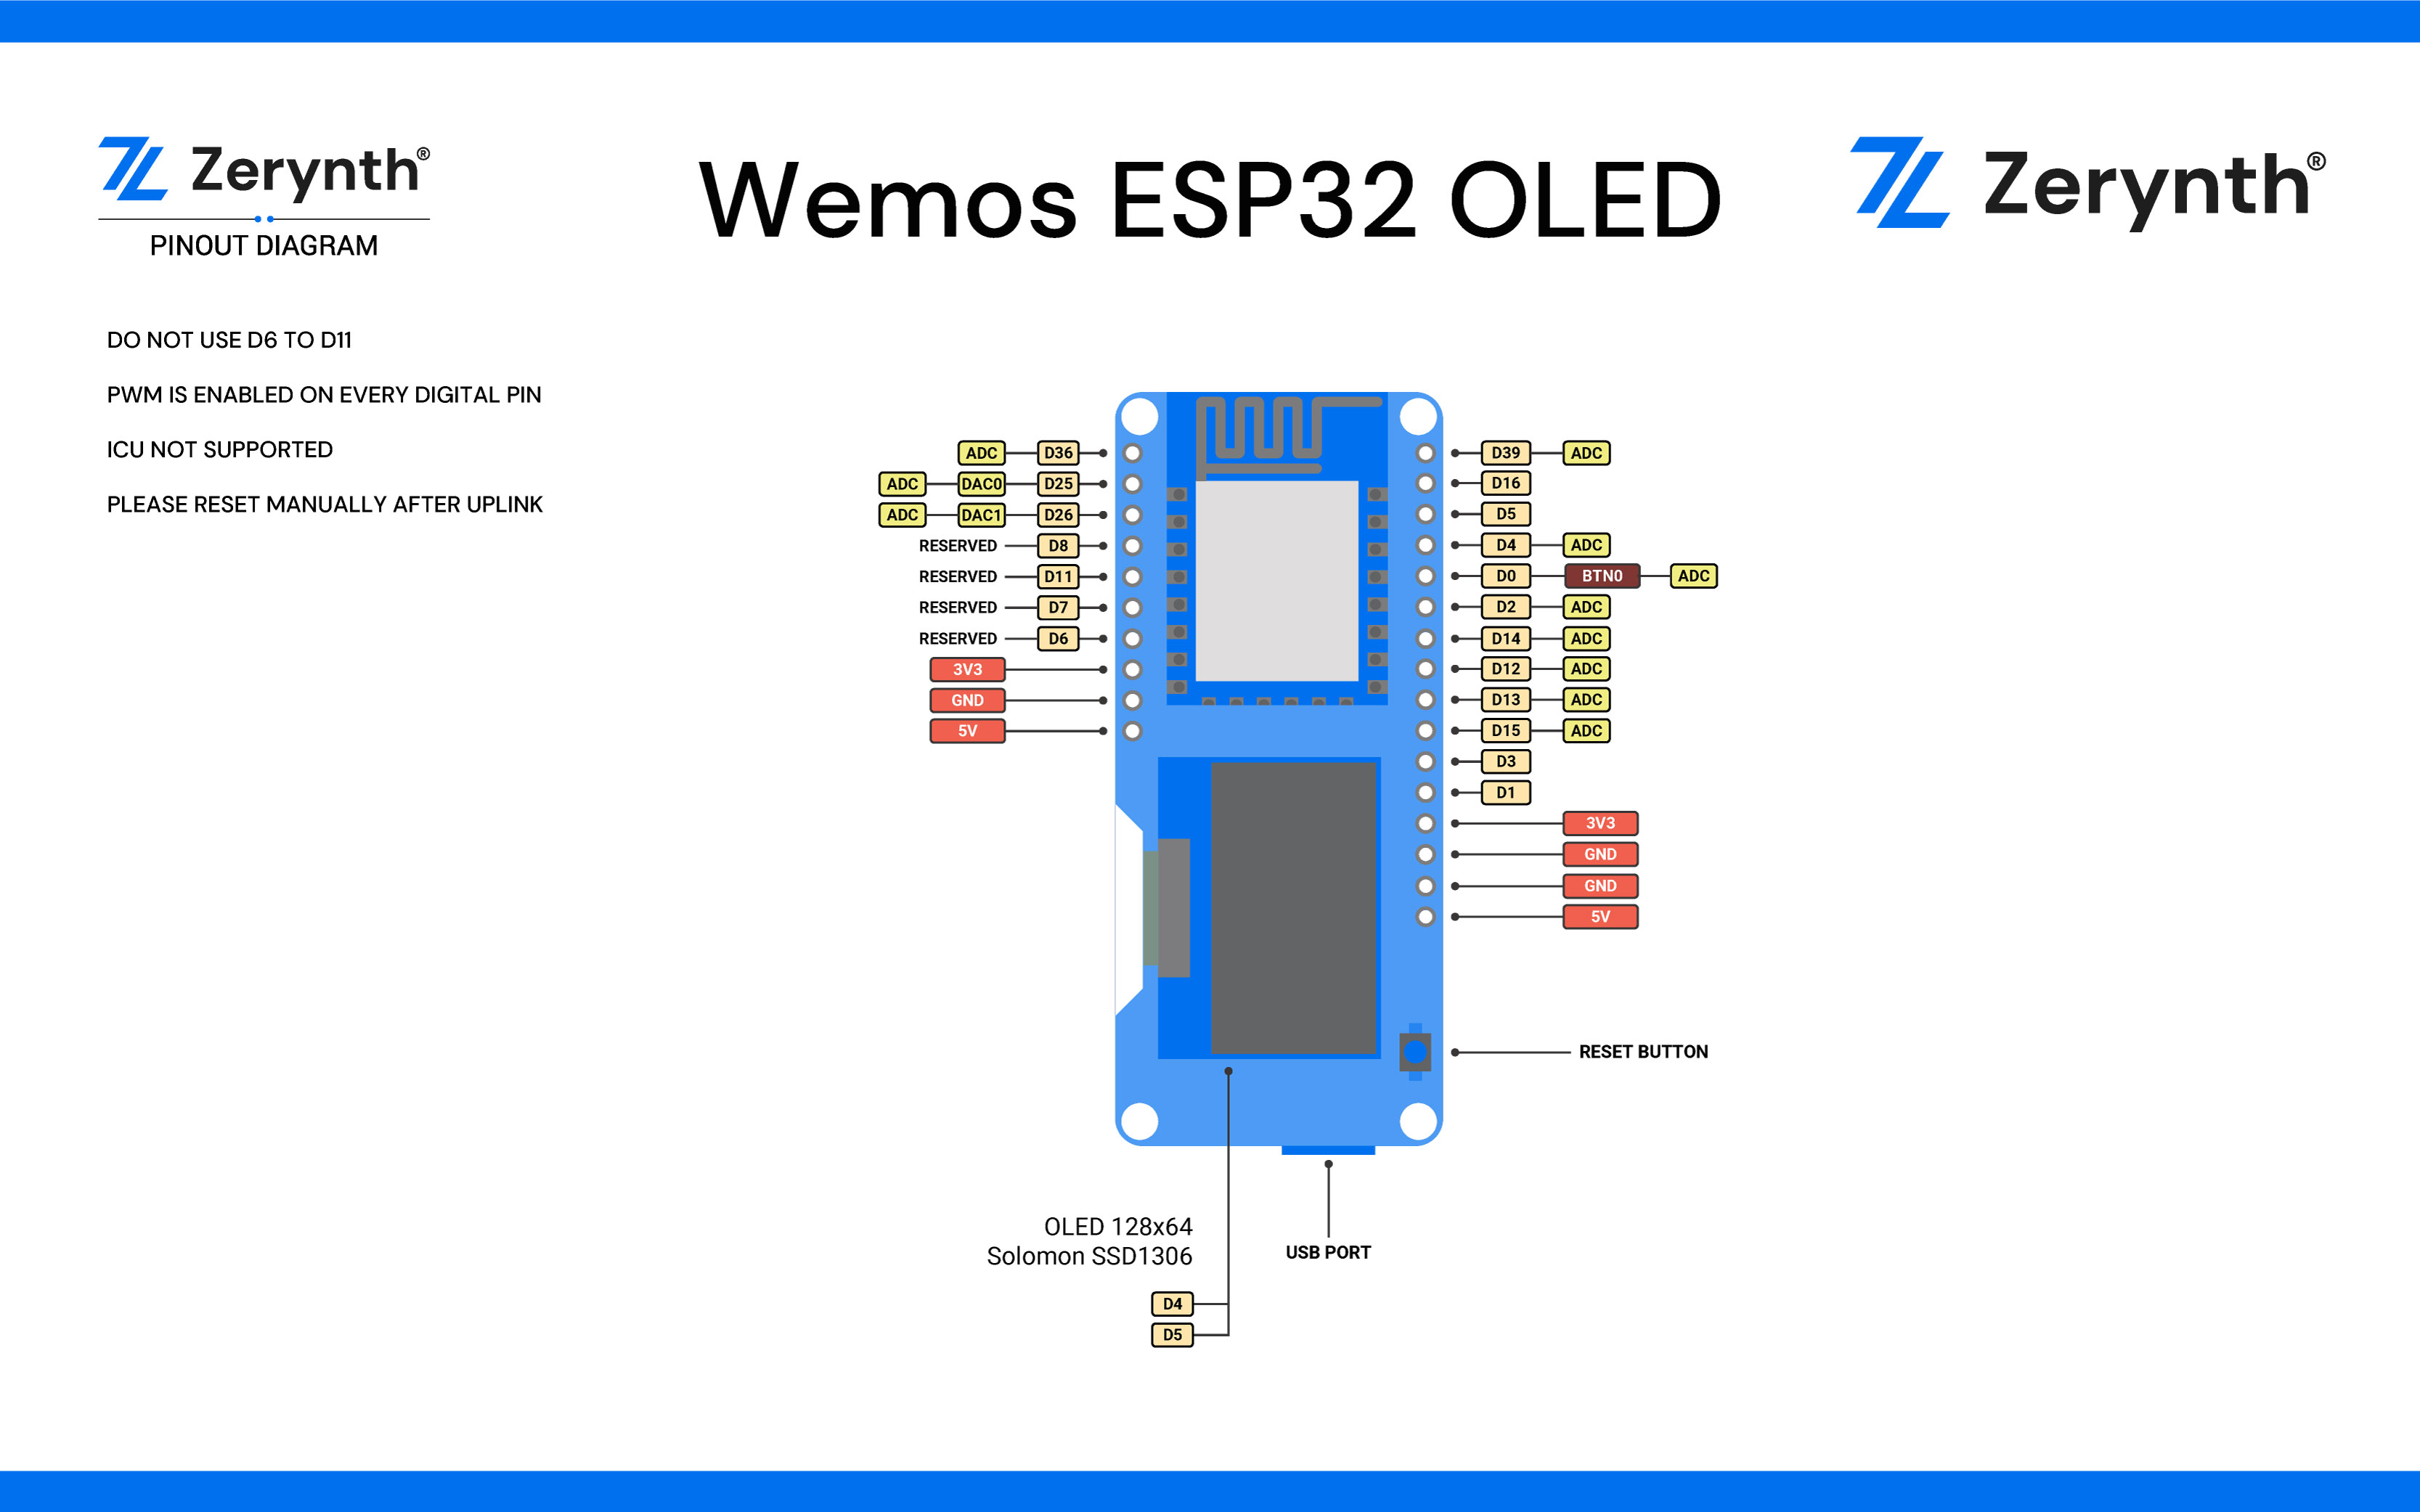 Zerynth®
PINOUT DIAGRAM
Wemos ESP32 OLED
Zerynth®
DO NOT USE D6 TO D11
PWM IS ENABLED ON EVERY DIGITAL PIN
ICU NOT SUPPORTED
PLEASE RESET MANUALLY AFTER UPLINK
ADC D36
ADC DAC0 D25
ADC DAC1 D26
RESERVED D8
RESERVED D11
RESERVED D7
RESERVED D6
3V3
GND
5V
D39 ADC
D16
D5
D4 ADC
D0 BTN0 ADC
D2 ADC
D14 ADC
D12 ADC
D13 ADC
D15 ADC
D3
D1
3V3
GND
GND
5V
RESET BUTTON
OLED 128x64
Solomon SSD1306
USB PORT
D4
D5